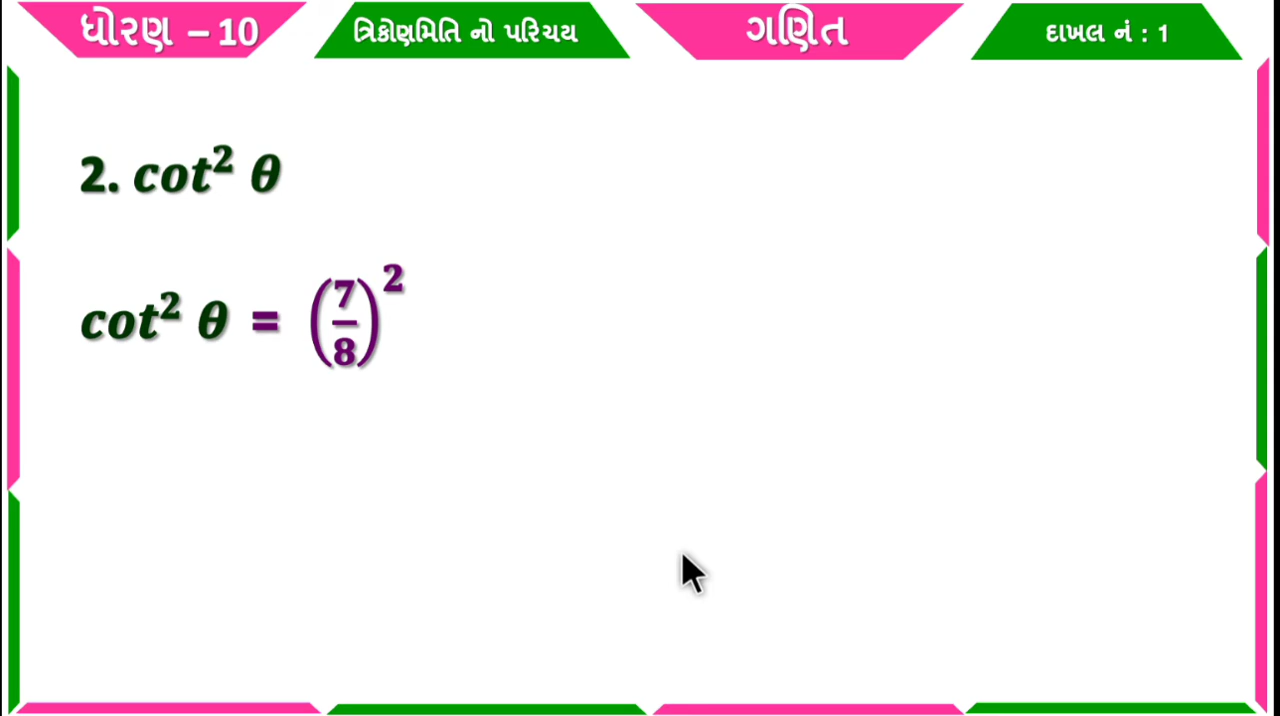 ધોરણ – 10
ત્રિકોણમિતિ નો પરિચય
ગણિત
દાખલ નં : 1
2. cot² θ
cot² θ = (7/8)²